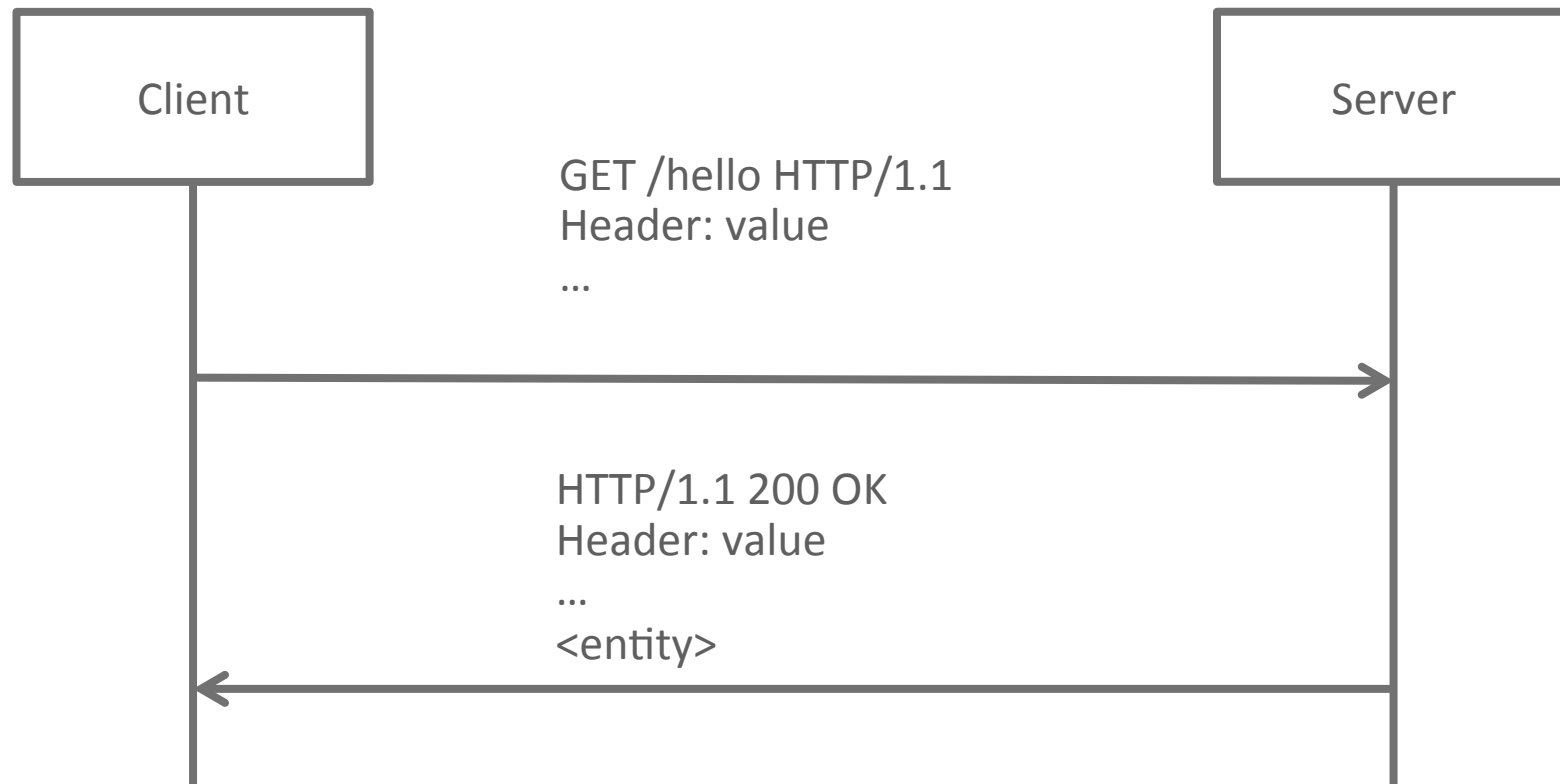 Client
Server
GET /hello HTTP/1.1
Header: value
...
HTTP/1.1 200 OK
Header: value
...
<entity>